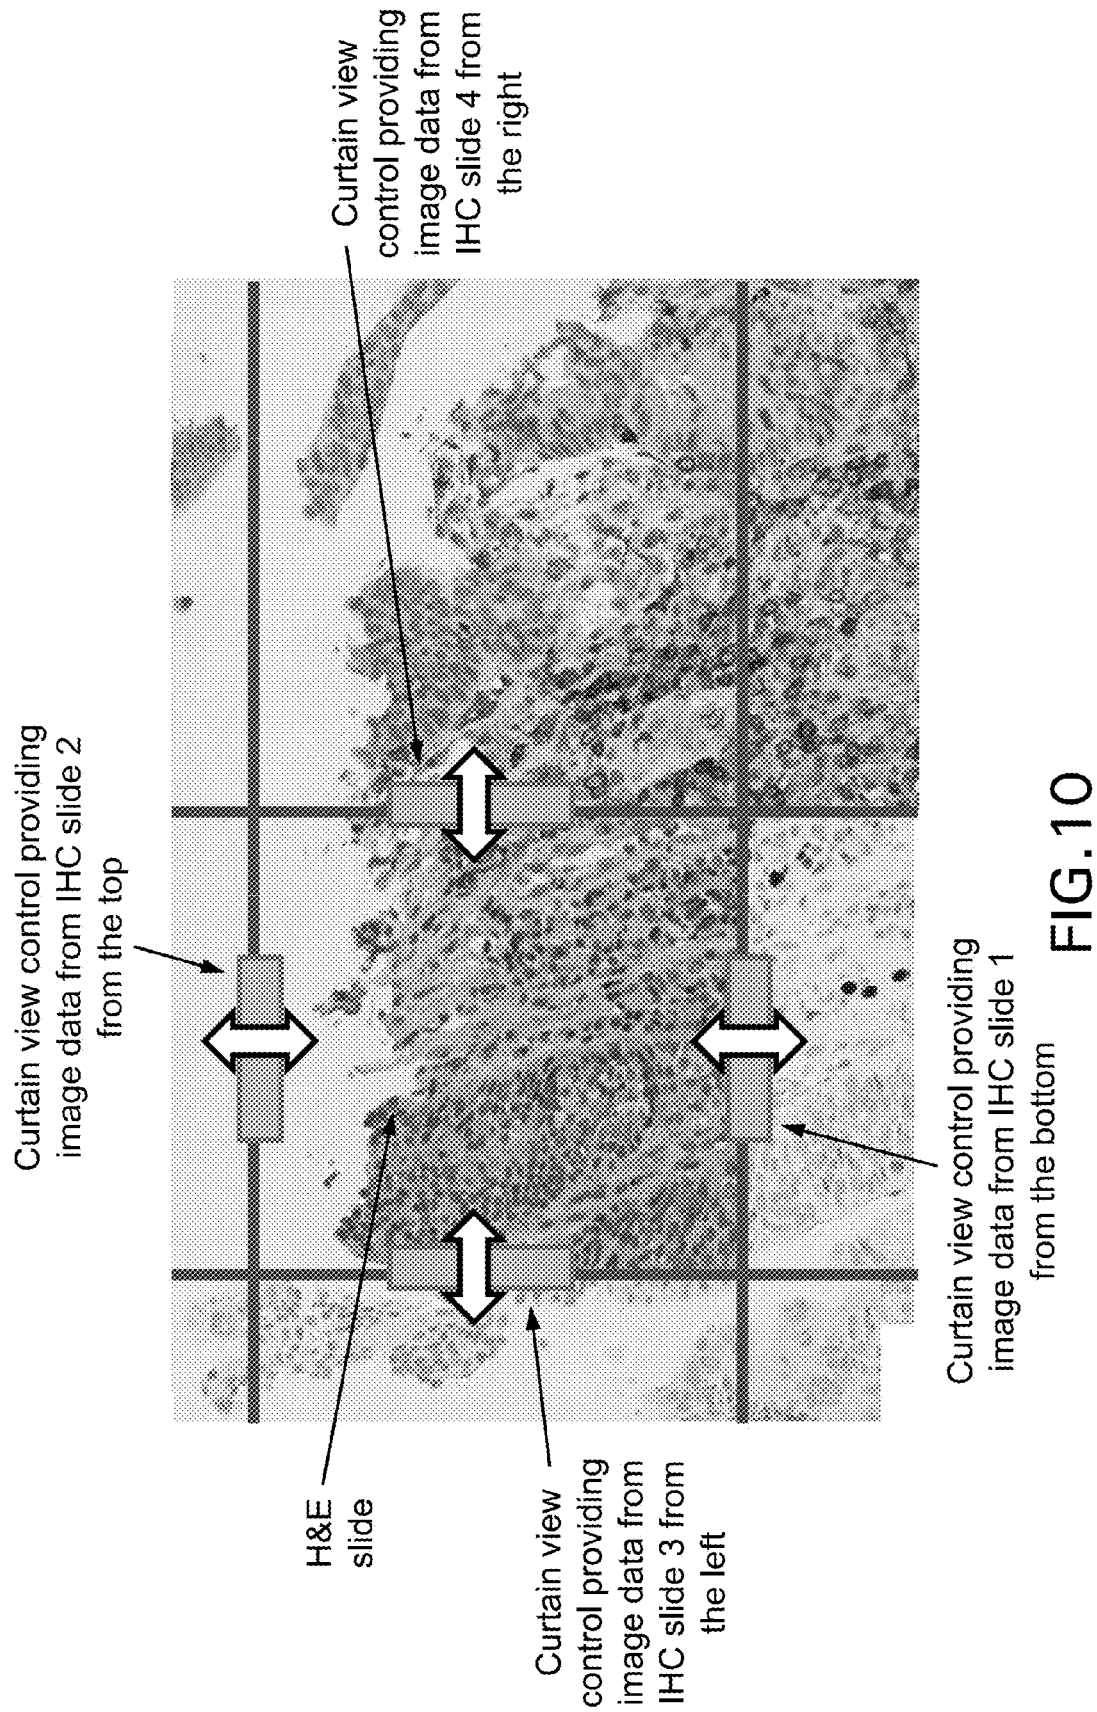 Curtain view control providing
image data from IHC slide 2
from the top
H&E
slide
Curtain view
control providing
image data from
IHC slide 4 from
the right
Curtain view
control providing
image data from
IHC slide 3 from
the left
Curtain view control providing
image data from IHC slide 1
from the bottom
FIG. 10